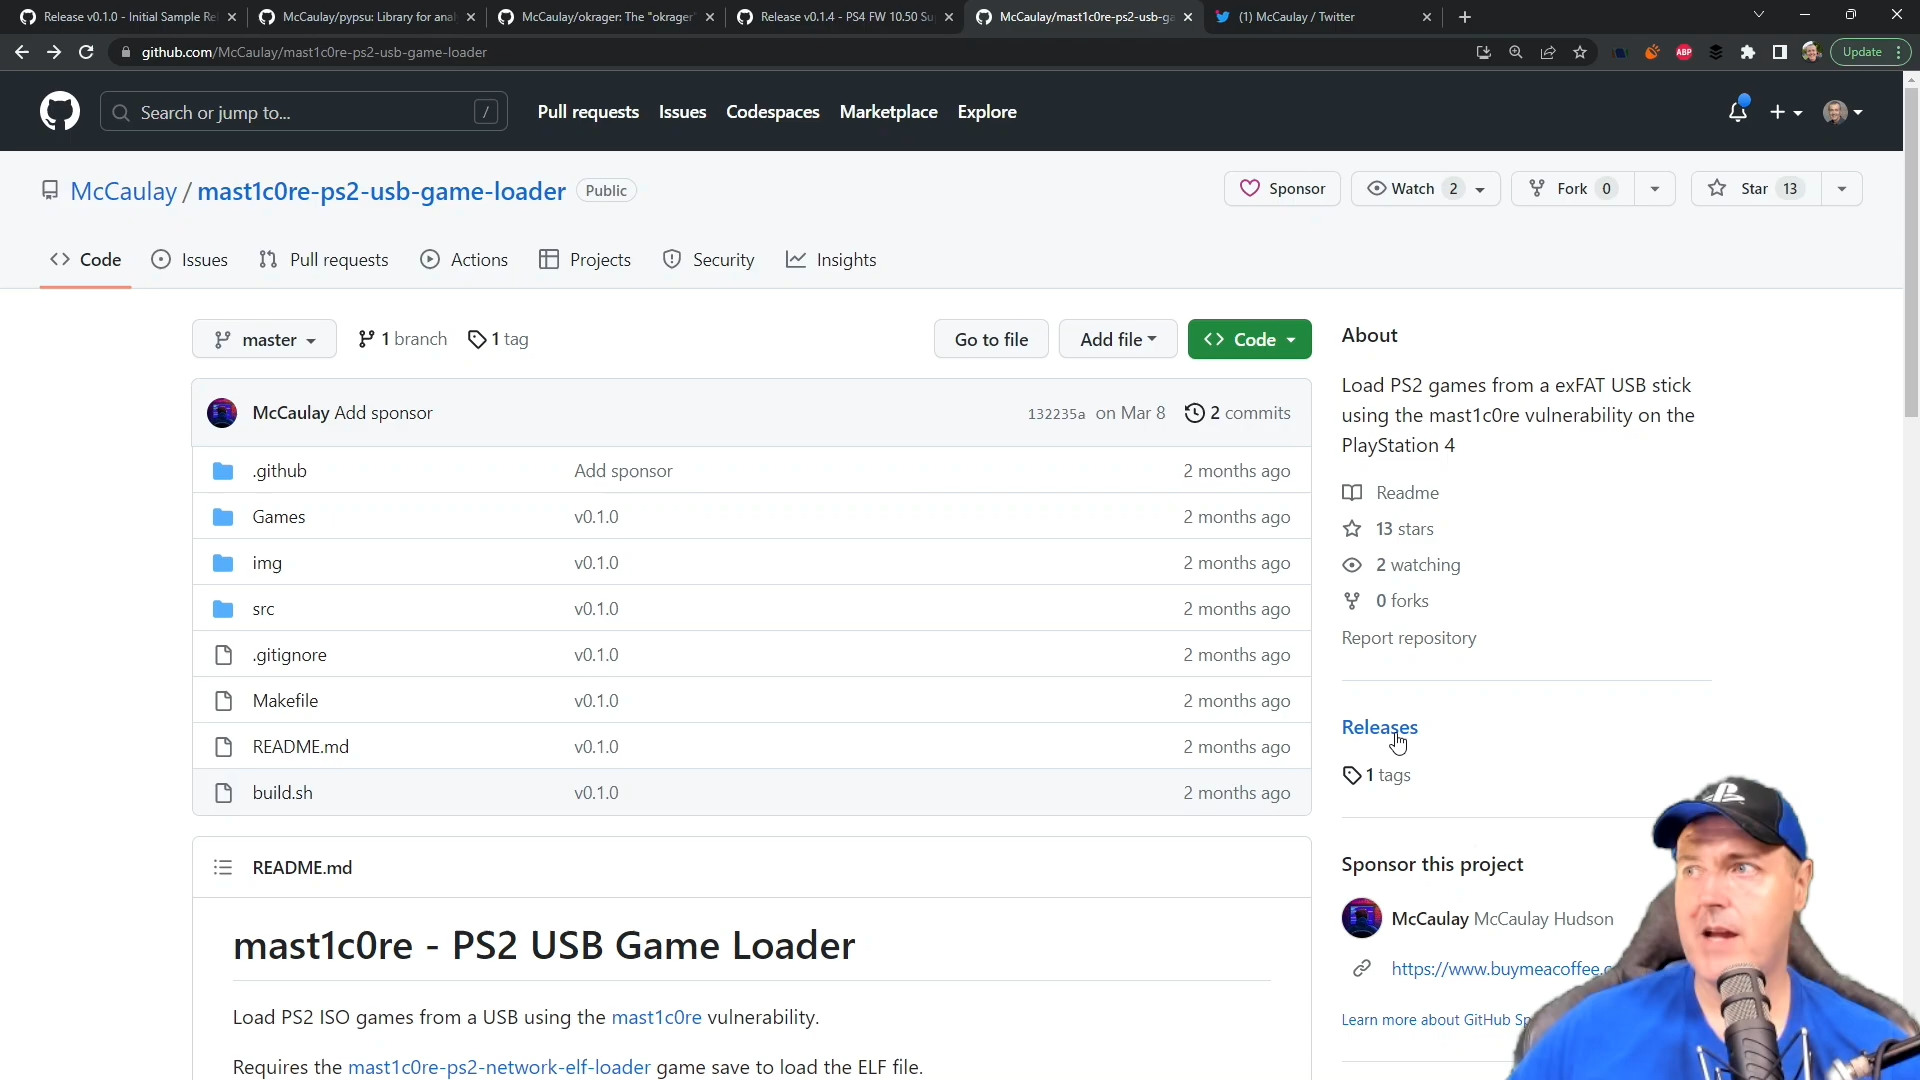 Release v0.1.0 - Initial Sample Re
McCaulay/pypsu: Library for anal
McCaulay/okrager: The "okrager"
Release v0.1.4 - PS4 FW 10.50 Su
McCaulay/mast1c0re-ps2-usb-ga
(1) McCaulay / Twitter
github.com/McCaulay/mast1c0re-ps2-usb-game-loader
ABP
Update
Search or jump to...
/
Pull requests
Issues
Codespaces
Marketplace
Explore
McCaulay / mast1c0re-ps2-usb-game-loader
Public
Sponsor
Watch 2
Fork 0
Star 13
Code
Issues
Pull requests
Actions
Projects
Security
Insights
master
1 branch
1 tag
Go to file
Add file
Code
McCaulay Add sponsor
132235a on Mar 8
2 commits
.github Add sponsor 2 months ago
Games v0.1.0 2 months ago
img v0.1.0 2 months ago
src v0.1.0 2 months ago
.gitignore v0.1.0 2 months ago
Makefile v0.1.0 2 months ago
README.md v0.1.0 2 months ago
build.sh v0.1.0 2 months ago
README.md
mast1c0re - PS2 USB Game Loader
Load PS2 ISO games from a USB using the mast1c0re vulnerability.
Requires the mast1c0re-ps2-network-elf-loader game save to load the ELF file.
About
Load PS2 games from a exFAT USB stick
using the mast1c0re vulnerability on the
PlayStation 4
Readme
13 stars
2 watching
0 forks
Report repository
Releases
1 tags
Sponsor this project
McCaulay McCaulay Hudson
https://www.buymeacoffee.c
Learn more about GitHub Sp